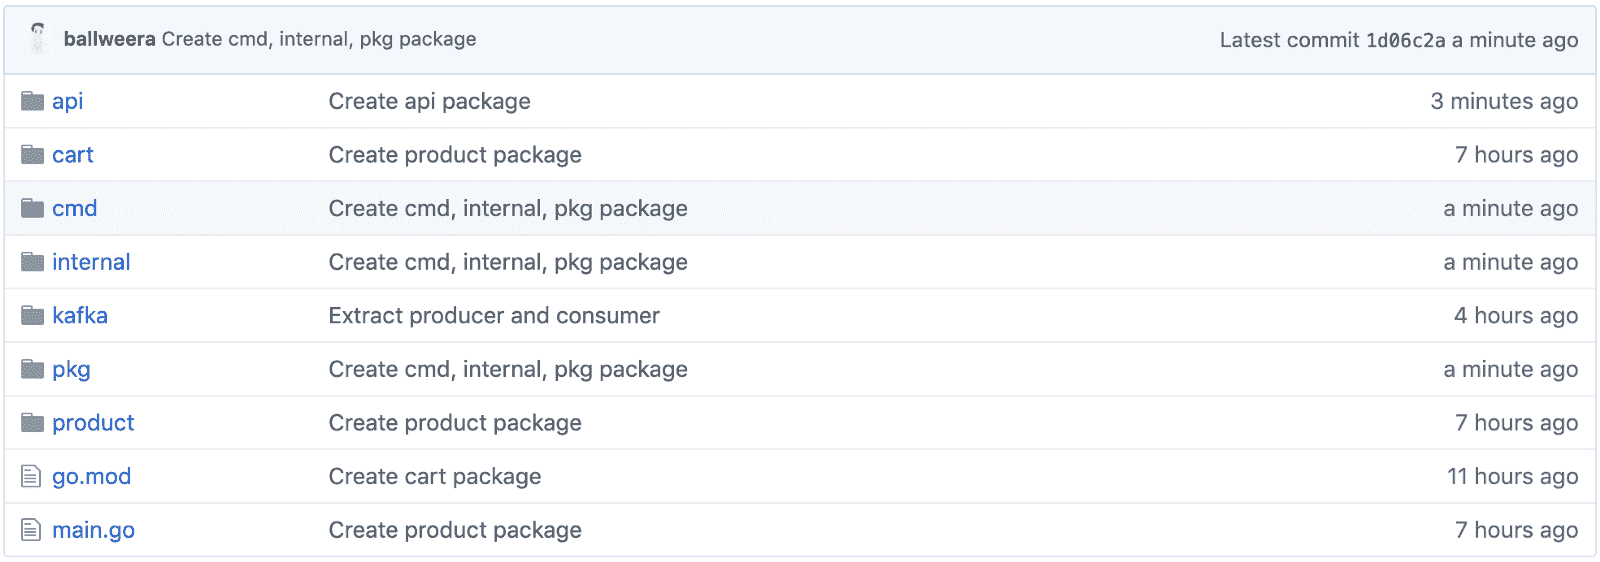 ballweera Create cmd, internal, pkg package Latest commit 1d06c2a a minute ago
api Create api package 3 minutes ago
cart Create product package 7 hours ago
cmd Create cmd, internal, pkg package a minute ago
internal Create cmd, internal, pkg package a minute ago
kafka Extract producer and consumer 4 hours ago
pkg Create cmd, internal, pkg package a minute ago
product Create product package 7 hours ago
go.mod Create cart package 11 hours ago
main.go Create product package 7 hours ago